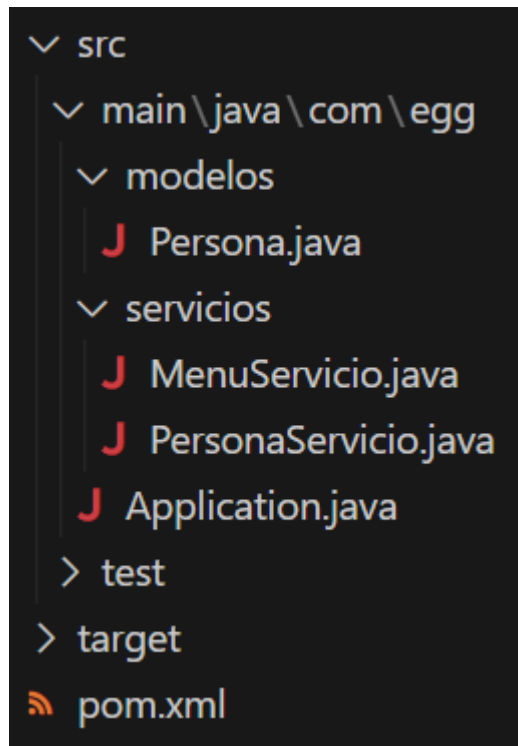 src
main\java\com\egg
modelos
Persona.java
servicios
MenuServicio.java
PersonaServicio.java
Application.java
test
target
pom.xml